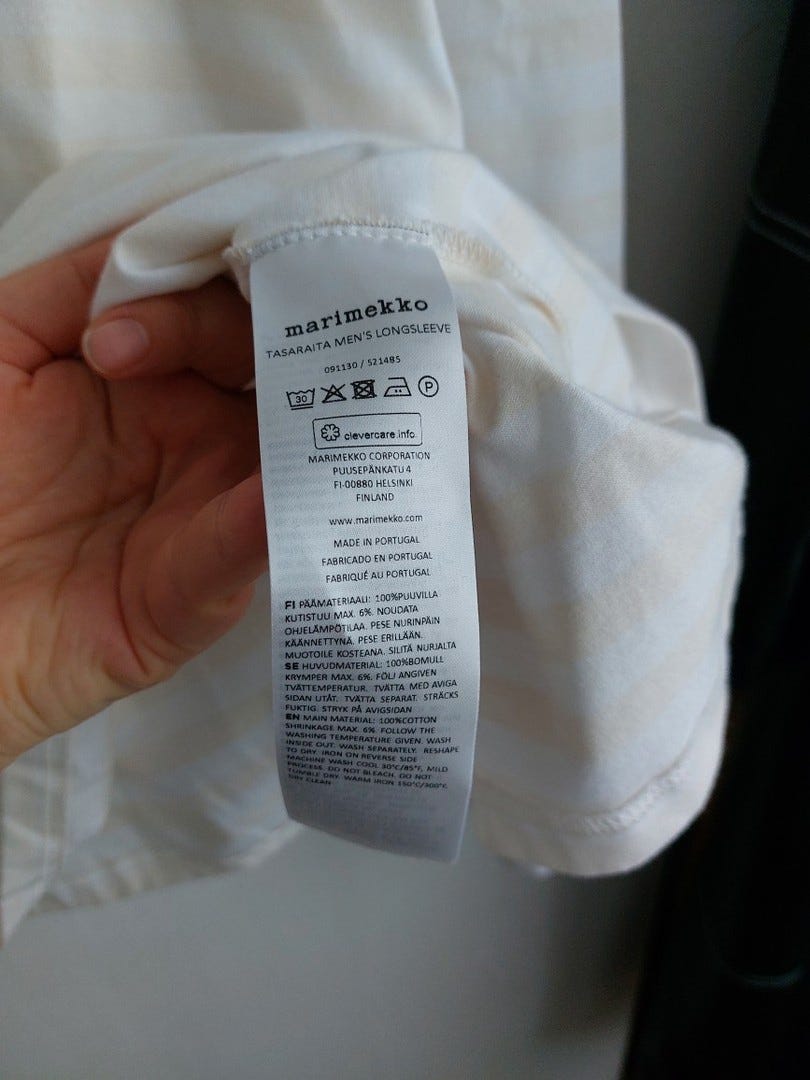 marimekko
TASARAITA MEN'S LONGSLEEVE
091130 / 521485
30 P
clevercare.info
MARIMEKKO CORPORATION
PUUSEPÄNKATU 4
FI-00880 HELSINKI
FINLAND
www.marimekko.com
MADE IN PORTUGAL
FABRICADO EN PORTUGAL
FABRIQUÉ AU PORTUGAL
FI PÄÄMATERIAALI: 100%PUUVILLA
KUTISTUU MAX. 6%. NOUDATA
OHJELÄMPÖTILAA. PESE NURINPÄIN
KÄÄNNETTYNÄ. PESE ERILLÄÄN.
MUOTOILE KOSTEANA. SILITÄ NURJALTA
SE HUVUDMATERIAL: 100%BOMULL
KRYMPER MAX. 6%. FÖLJ ANGIVEN
TVÄTTEMPERATUR. TVÄTTA MED AVIGA
SIDAN UTÅT. TVÄTTA SEPARAT. STRÄCKS
FUKTIG. STRYK PÅ AVIGSIDAN
EN MAIN MATERIAL: 100%COTTON
SHRINKAGE MAX. 6% FOLLOW THE
WASHING TEMPERATURE GIVEN. WASH
INSIDE OUT. WASH SEPARATELY. RESHAPE
TO DRY. IRON ON REVERSE SIDE
MACHINE WASH COOL 30°C/85°F, MILD
PROCESS. DO NOT BLEACH. DO NOT
TUMBLE DRY. WARM IRON 150°C/300°F.
DRY CLEAN